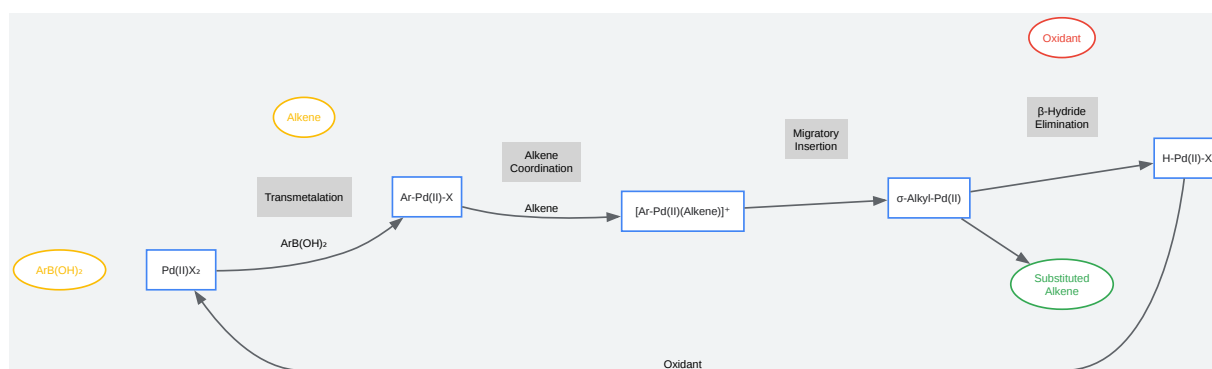 Oxidant
Alkene
β-Hydride
Elimination
Migratory
Insertion
Alkene
Coordination
H-Pd(II)-X
Transmetalation
Ar-Pd(II)-X
σ-Alkyl-Pd(II)
Alkene
[Ar-Pd(II)(Alkene)]⁺
ArB(OH)₂
ArB(OH)₂
Pd(II)X₂
Substituted
Alkene
Oxidant